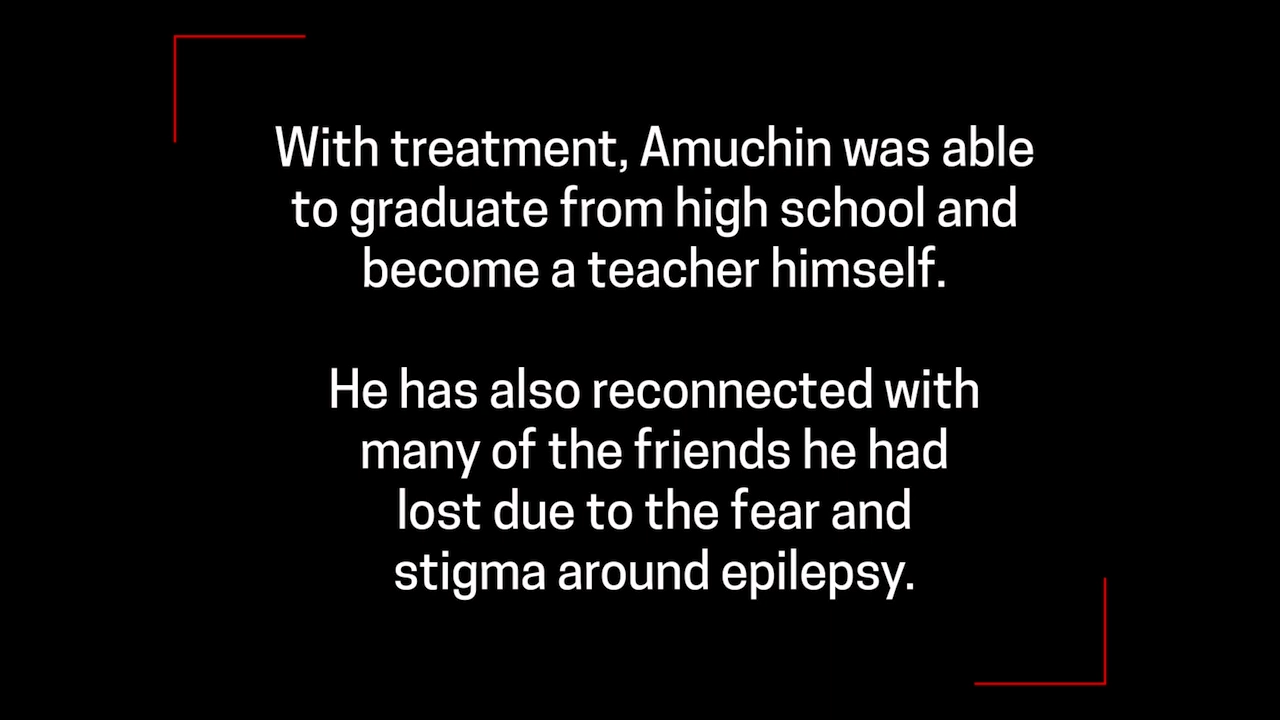 With treatment, Amuchin was able
to graduate from high school and
become a teacher himself.
He has also reconnected with
many of the friends he had
lost due to the fear and
stigma around epilepsy.